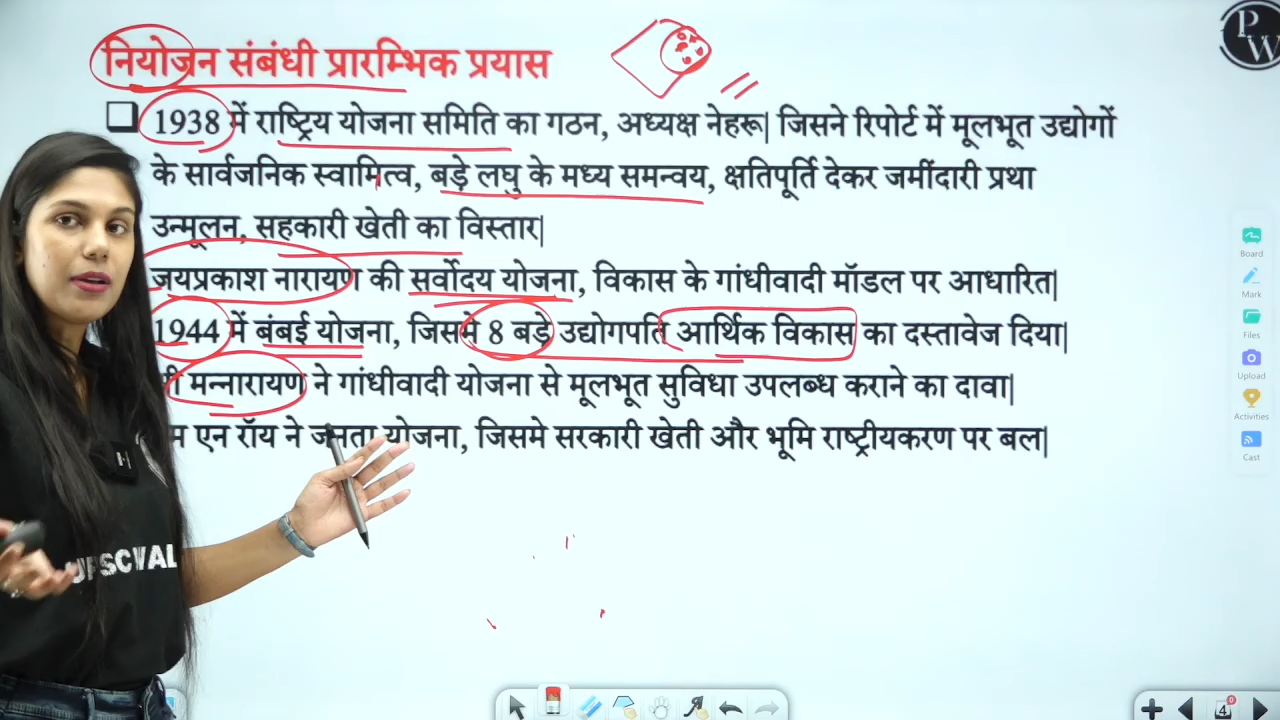 नियोजन संबंधी प्रारम्भिक प्रयास
1938 में राष्ट्रिय योजना समिति का गठन, अध्यक्ष नेहरू| जिसने रिपोर्ट में मूलभूत उद्योगों
के सार्वजनिक स्वामित्व, बड़े लघु के मध्य समन्वय, क्षतिपूर्ति देकर जमींदारी प्रथा
उन्मूलन, सहकारी खेती का विस्तार|
जयप्रकाश नारायण की सर्वोदय योजना, विकास के गांधीवादी मॉडल पर आधारित|
1944 में बंबई योजना, जिसमे 8 बड़े उद्योगपति आर्थिक विकास का दस्तावेज दिया|
मन्नारायण ने गांधीवादी योजना से मूलभूत सुविधा उपलब्ध कराने का दावा|
एन रॉय ने जनता योजना, जिसमे सरकारी खेती और भूमि राष्ट्रीयकरण पर बल|
PW
Board
Mark
Files
Upload
Activities
Cast
4